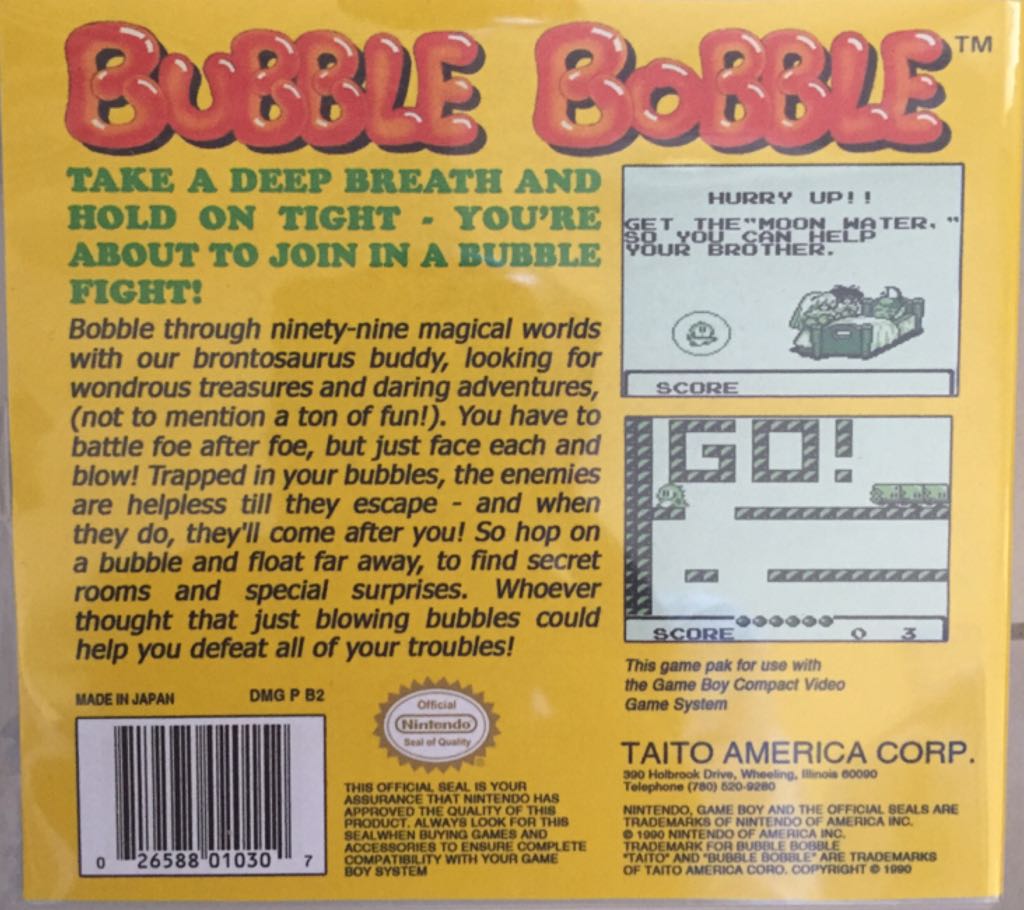 BUBBLE BOBBLE™
TAKE A DEEP BREATH AND
HOLD ON TIGHT - YOU'RE
ABOUT TO JOIN IN A BUBBLE
FIGHT!
Bobble through ninety-nine magical worlds
with our brontosaurus buddy, looking for
wondrous treasures and daring adventures,
(not to mention a ton of fun!). You have to
battle foe after foe, but just face each and
blow! Trapped in your bubbles, the enemies
are helpless till they escape - and when
they do, they'll come after you! So hop on
a bubble and float far away, to find secret
rooms and special surprises. Whoever
thought that just blowing bubbles could
help you defeat all of your troubles!
HURRY UP!!
GET THE"MOON WATER,"
SO YOU CAN HELP
YOUR BROTHER.
SCORE
GO!
SCORE 0 3
This game pak for use with
the Game Boy Compact Video
Game System
MADE IN JAPAN DMG P B2
0 26588 01030 7
Official
Nintendo
Seal of Quality
THIS OFFICIAL SEAL IS YOUR
ASSURANCE THAT NINTENDO HAS
APPROVED THE QUALITY OF THIS
PRODUCT. ALWAYS LOOK FOR THIS
SEALWHEN BUYING GAMES AND
ACCESSORIES TO ENSURE COMPLETE
COMPATIBILITY WITH YOUR GAME
BOY SYSTEM
TAITO AMERICA CORP.
390 Holbrook Drive, Wheeling, Illinois 60090
Telephone (780) 520-9280
NINTENDO, GAME BOY AND THE OFFICIAL SEALS ARE
TRADEMARKS OF NINTENDO OF AMERICA INC.
© 1990 NINTENDO OF AMERICA INC.
TRADEMARK FOR BUBBLE BOBBLE
"TAITO" AND "BUBBLE BOBBLE" ARE TRADEMARKS
OF TAITO AMERICA CORO. COPYRIGHT © 1990